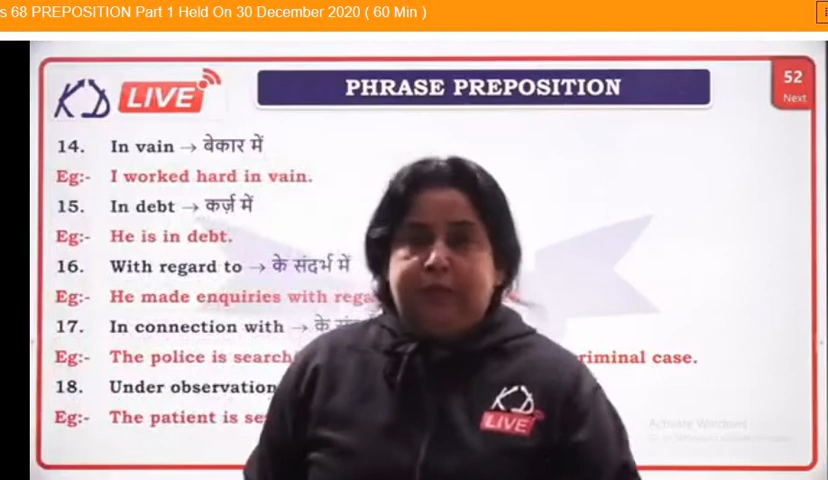 s 68 PREPOSITION Part 1 Held On 30 December 2020 ( 60 Min )
KD LIVE
PHRASE PREPOSITION
52
Next
14. In vain → बेकार में
Eg:- I worked hard in vain.
15. In debt → कर्ज़ में
Eg:- He is in debt.
16. With regard to → के संदर्भ में
Eg:- He made enquiries with rega
17. In connection with → के
Eg:- The police is search riminal case.
18. Under observation
Eg:- The patient is se
KD
LIVE
Activate Windows